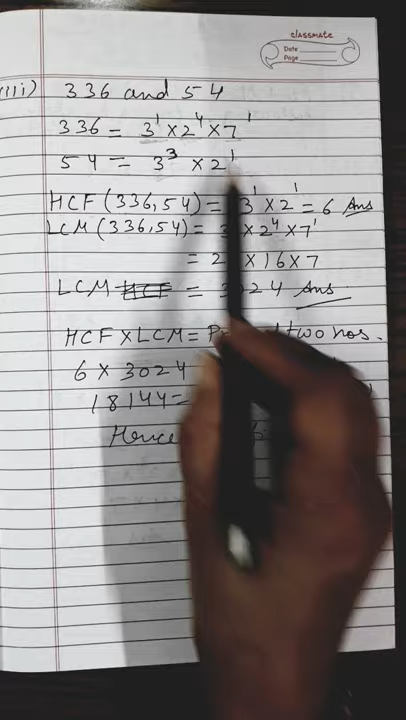 classmate
Date
Page
iii) 336 and 54
336 = 3¹ × 2⁴ × 7¹
54 = 3³ × 2¹
HCF (336, 54) = 3¹ × 2¹ = 6 Ans
LCM (336, 54) = 3 × 2⁴ × 7¹
= 2 × 16 × 7
LCM HCF = 3024 Ans
HCF × LCM = two nos.
6 × 3024
18144 =
Hence